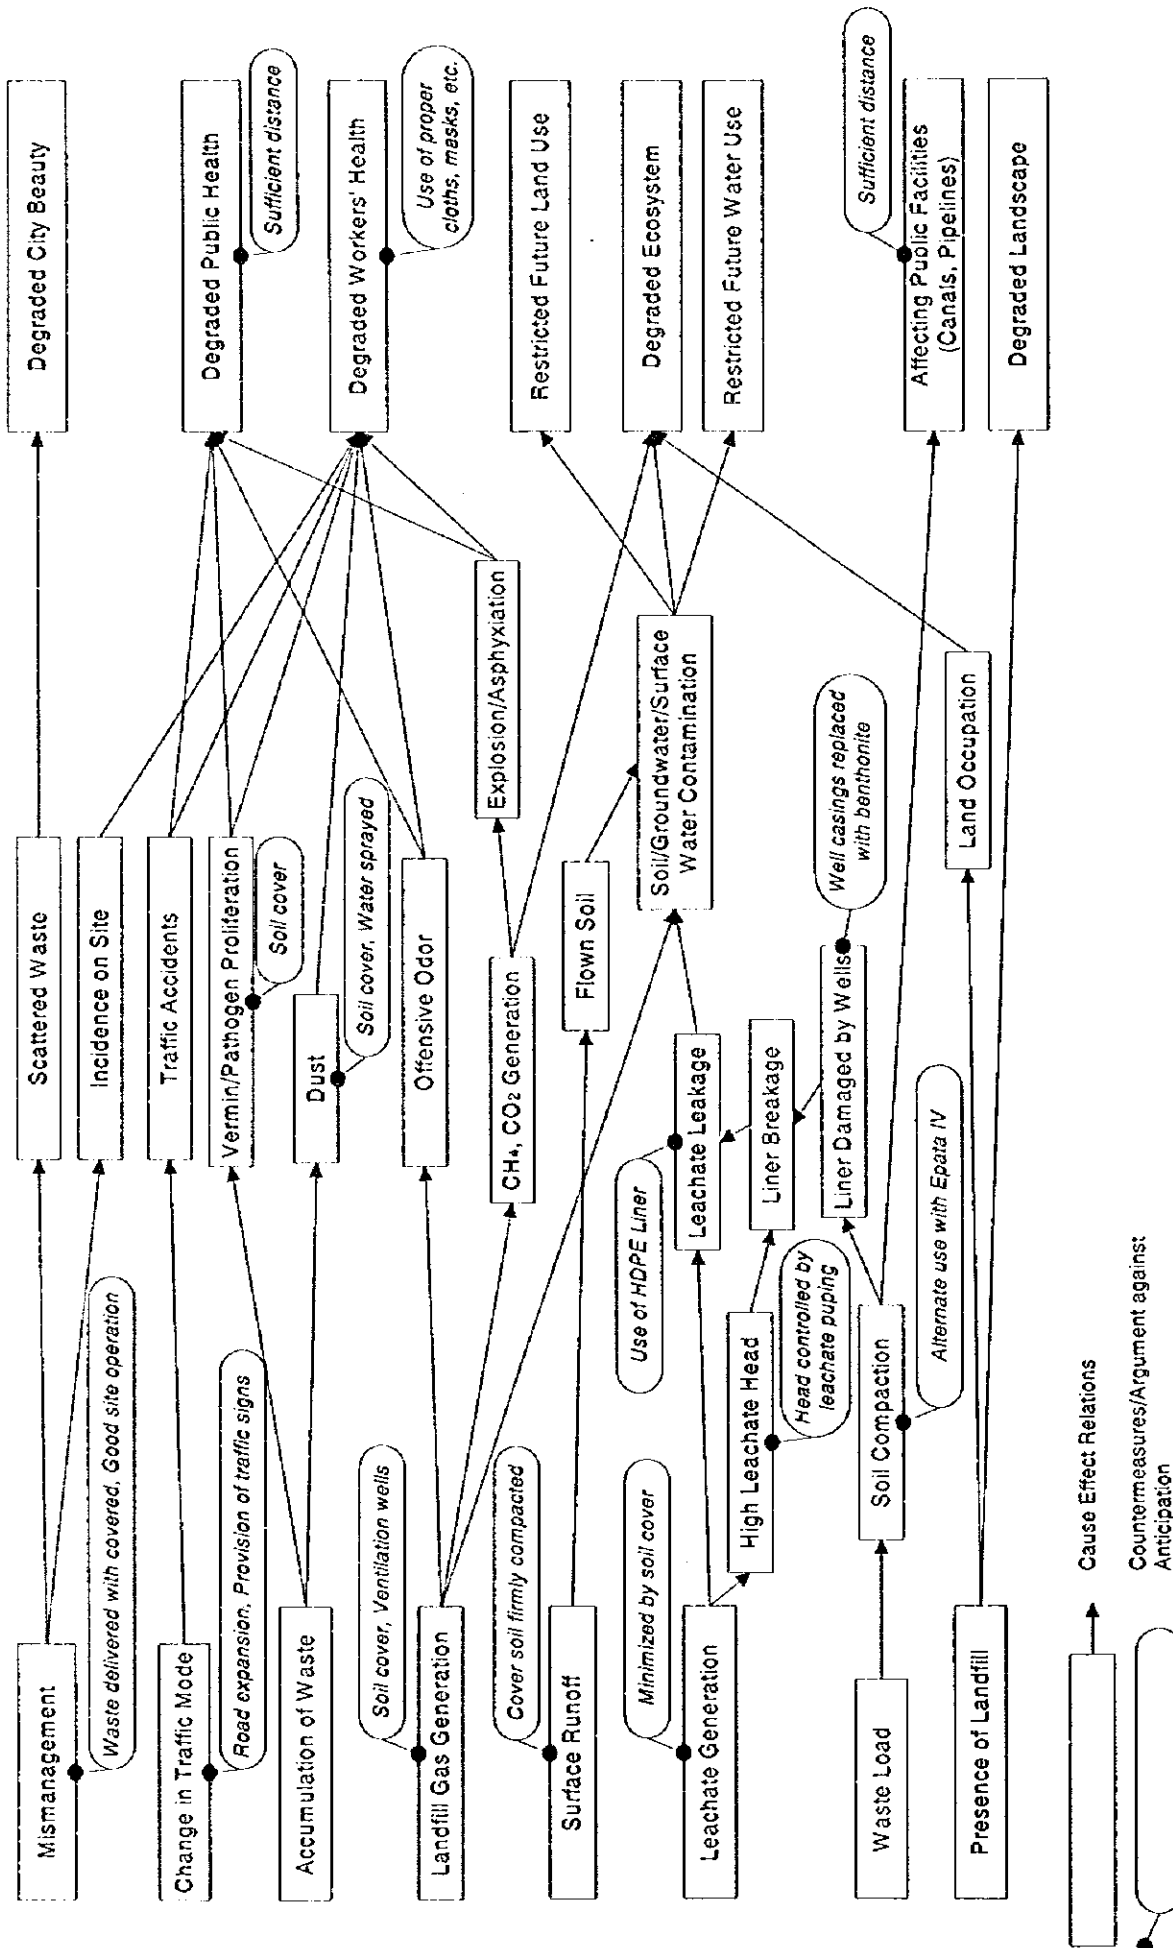 Mismanagement
Waste delivered with covered, Good site operation
Change in Traffic Mode
Road expansion, Provision of traffic signs
Accumulation of Waste
Soil cover, Ventilation wells
Landfill Gas Generation
Cover soil firmly compacted
Surface Runoff
Minimized by soil cover
Leachate Generation
Waste Load
Presence of Landfill
High Leachate Head
Head controlled by
leachate puping
Soil Compaction
Alternate use with Epata IV
Scattered Waste
Incidence on Site
Traffic Accidents
Vermin/Pathogen Proliferation
Soil cover
Dust
Soil cover, Water sprayed
Offensive Odor
CH4, CO2 Generation
Explosion/Asphyxiation
Flown Soil
Use of HDPE Liner
Leachate Leakage
Liner Breakage
Liner Damaged by Wells
Well casings replaced
with benthonite
Soil/Groundwater/Surface
Water Contamination
Land Occupation
Degraded City Beauty
Degraded Public Health
Sufficient distance
Degraded Workers' Health
Use of proper
cloths, masks, etc.
Restricted Future Land Use
Degraded Ecosystem
Restricted Future Water Use
Sufficient distance
Affecting Public Facilities
(Canals, Pipelines)
Degraded Landscape
Cause Effect Relations
Countermeasures/Argument against
Anticipation